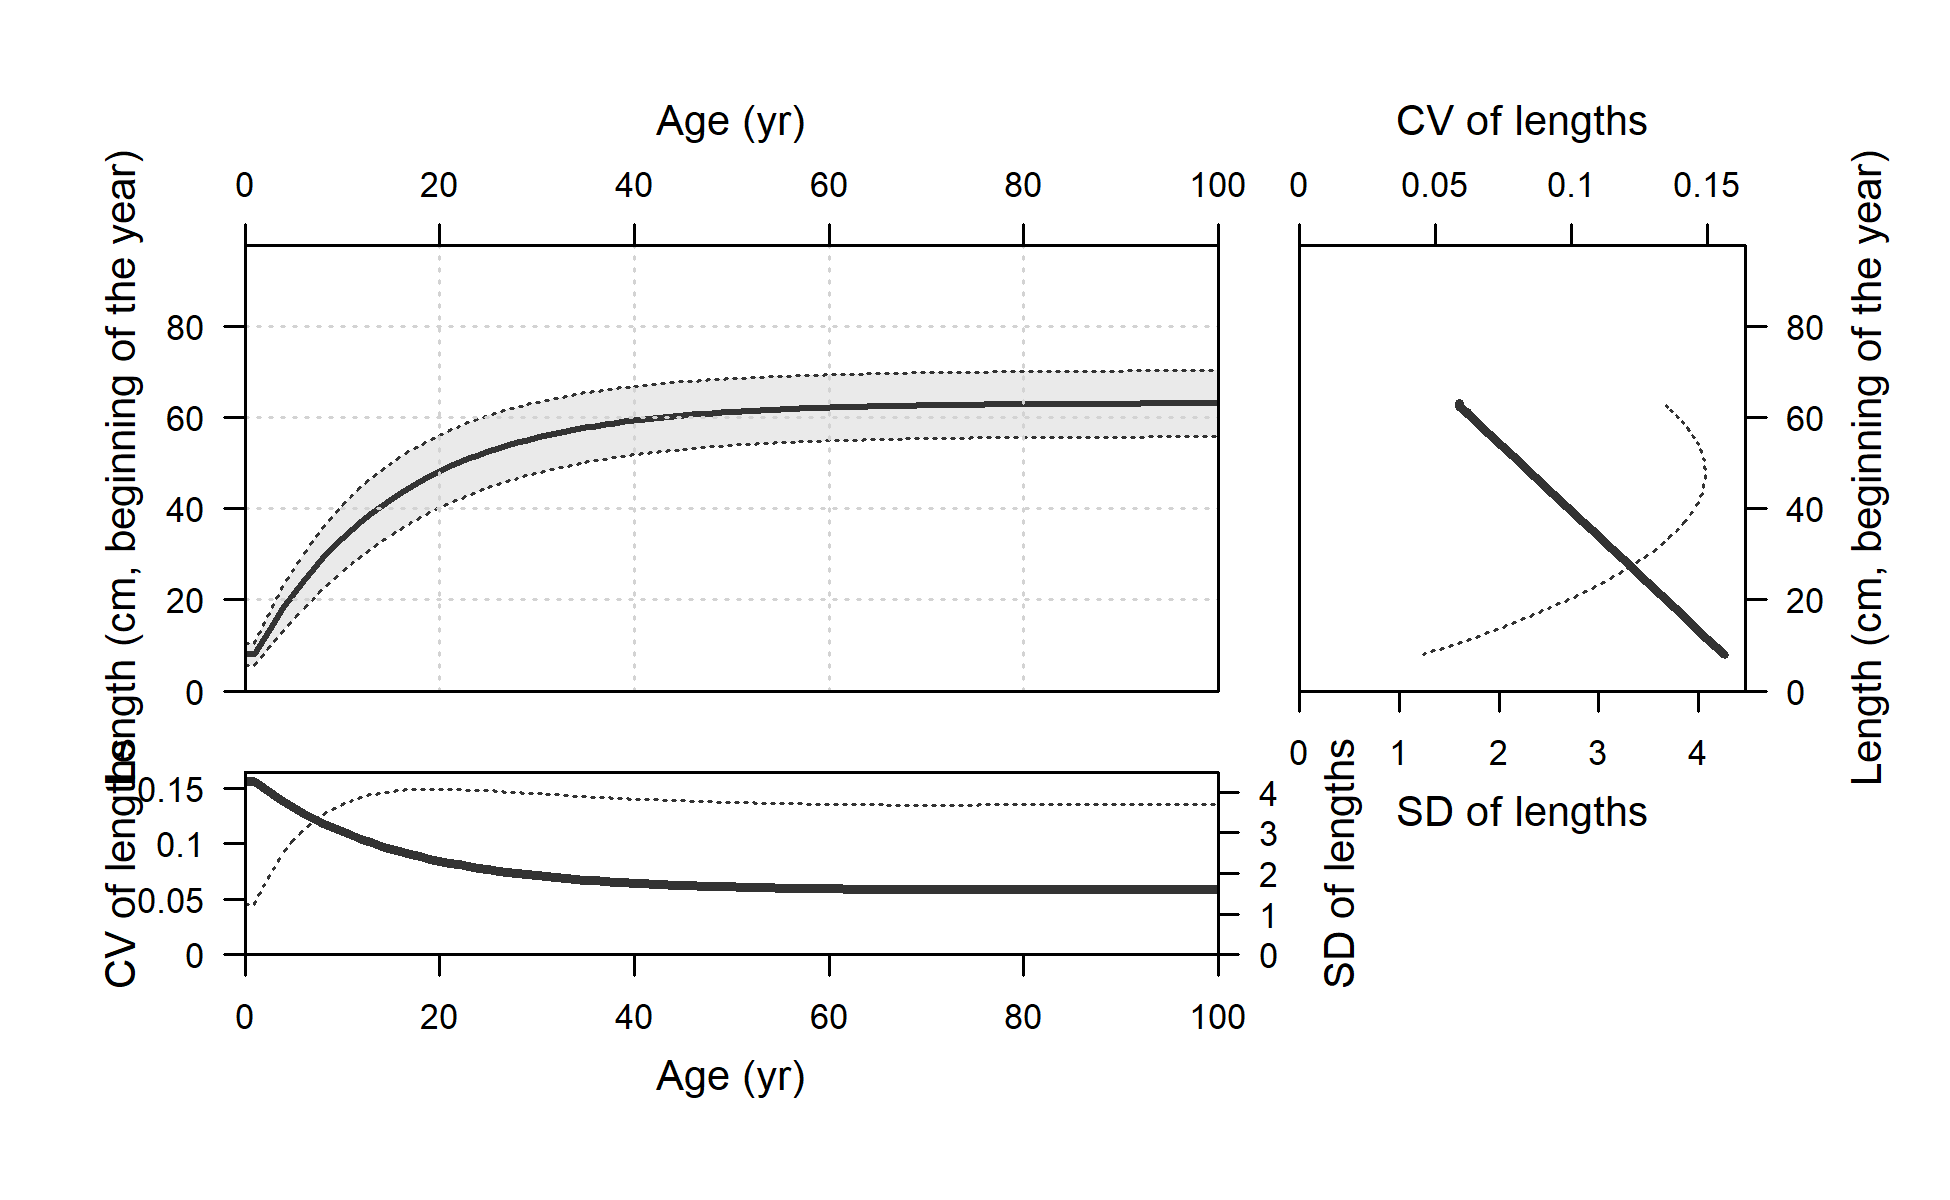 Age (yr)
CV of lengths
0 20 40 60 80 100
0 0.05 0.1 0.15
Length (cm, beginning of the year)
80
60
40
20
0
80
60
40
20
0
Length (cm, beginning of the year)
0 1 2 3 4
SD of lengths
CV of lengths
0.15
0.1
0.05
0
4
3
2
1
0
SD of lengths
0 20 40 60 80 100
Age (yr)